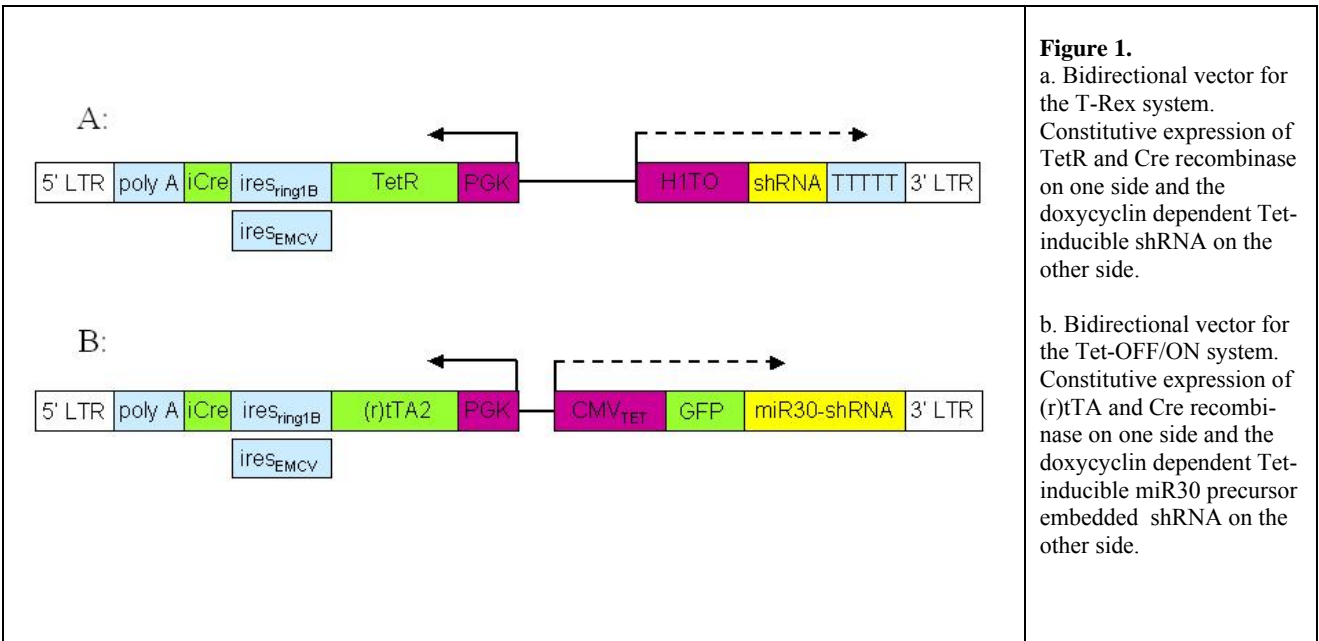 A:
5' LTR poly A iCre ires_ring1B TetR PGK H1TO shRNA TTTTT 3' LTR
ires_EMCV
B:
5' LTR poly A iCre ires_ring1B (r)tTA2 PGK CMV_TET GFP miR30-shRNA 3' LTR
ires_EMCV
Figure 1.
a. Bidirectional vector for
the T-Rex system.
Constitutive expression of
TetR and Cre recombinase
on one side and the
doxycyclin dependent Tet-
inducible shRNA on the
other side.
b. Bidirectional vector for
the Tet-OFF/ON system.
Constitutive expression of
(r)tTA and Cre recombi-
nase on one side and the
doxycyclin dependent Tet-
inducible miR30 precursor
embedded shRNA on the
other side.